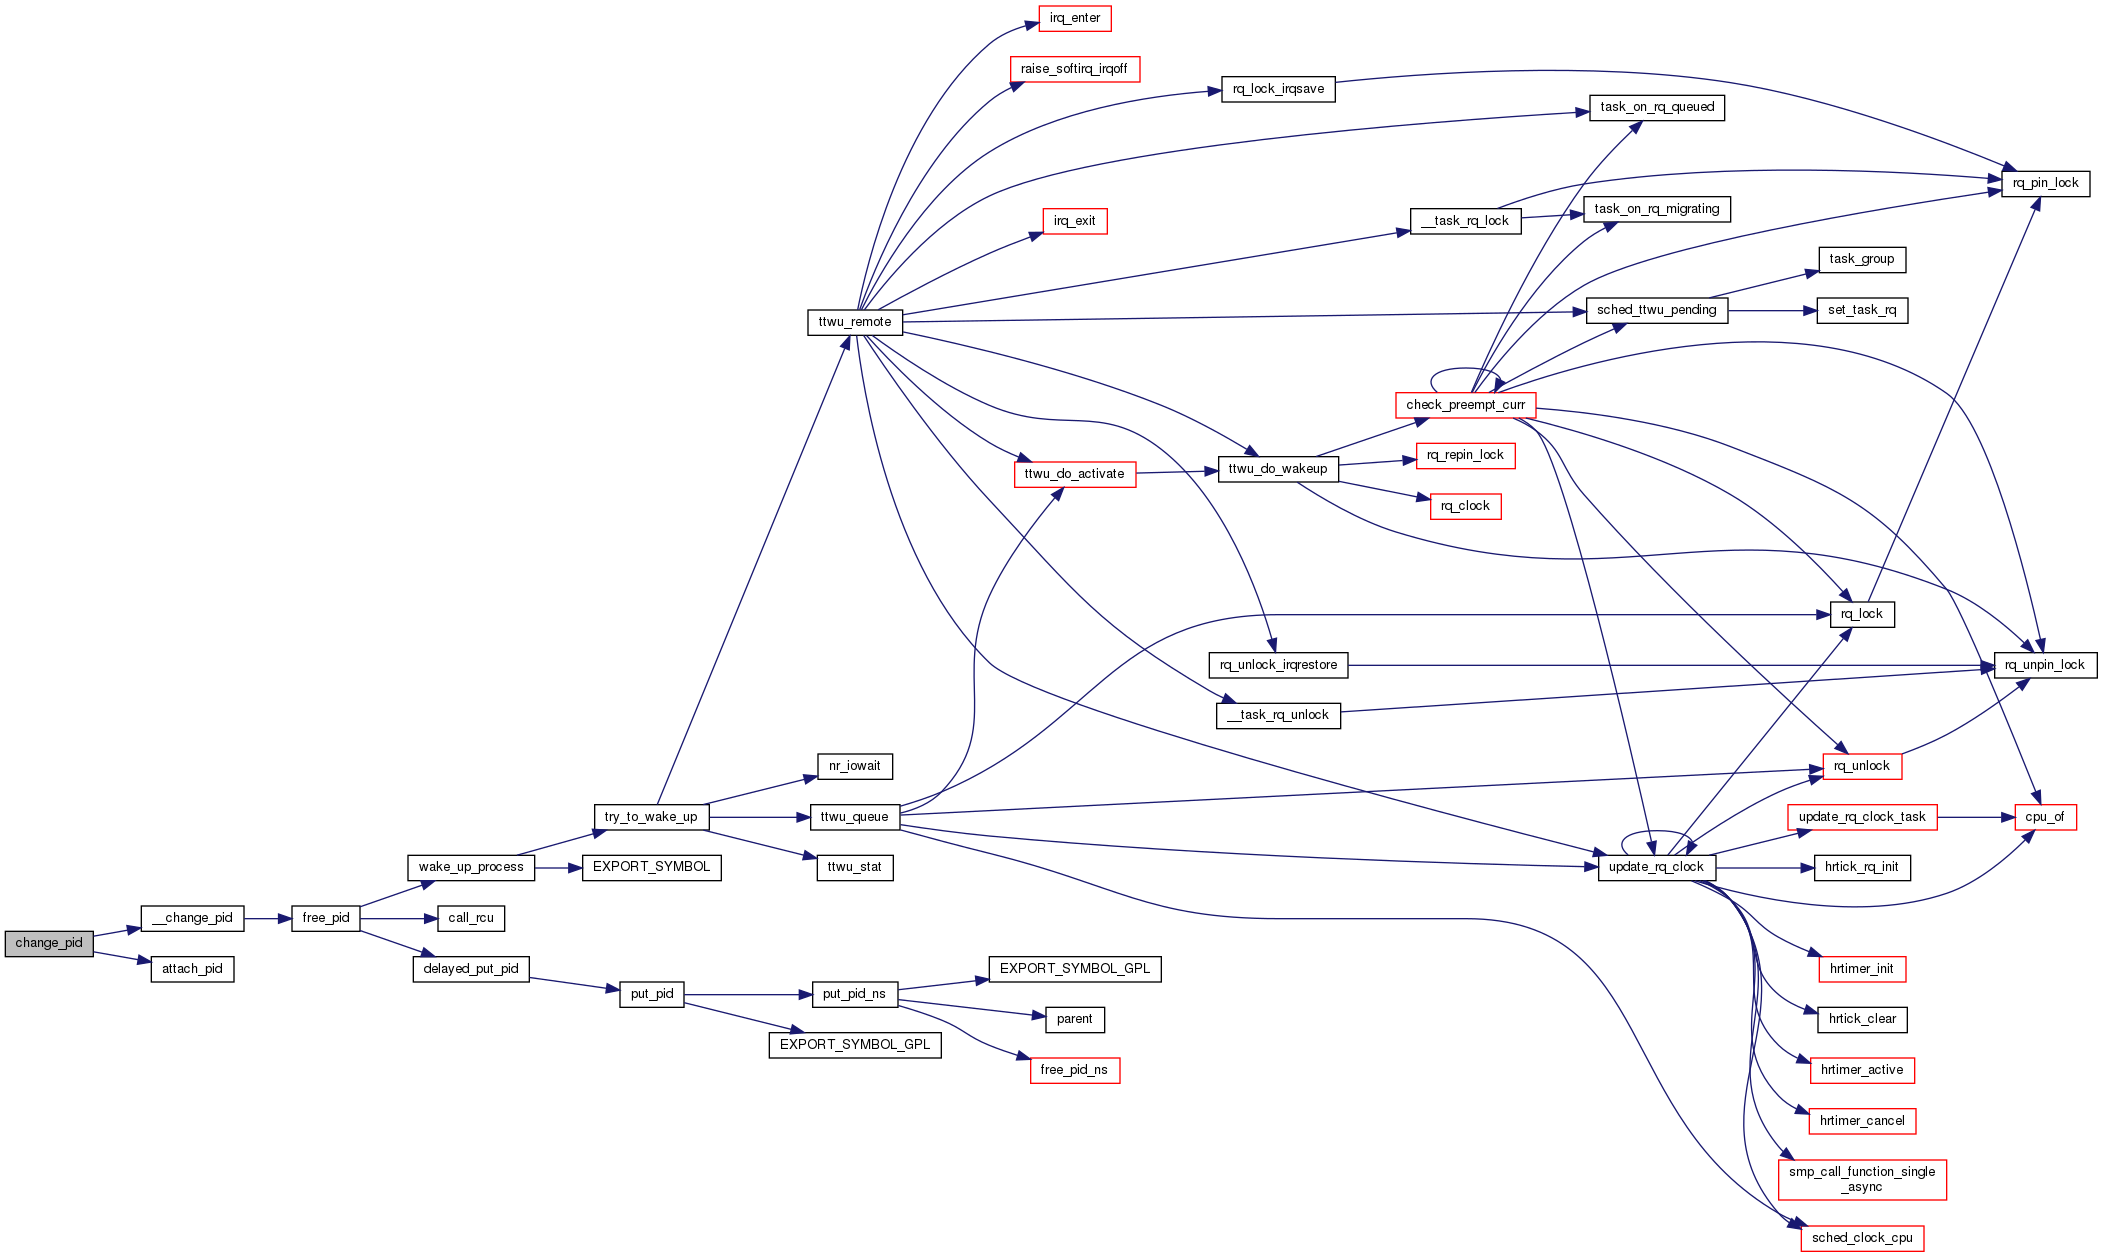 irq_enter
raise_softirq_irqoff
rq_lock_irqsave
task_on_rq_queued
rq_pin_lock
task_on_rq_migrating
irq_exit
__task_rq_lock
task_group
sched_ttwu_pending
set_task_rq
ttwu_remote
check_preempt_curr
rq_repin_lock
ttwu_do_wakeup
ttwu_do_activate
rq_clock
rq_lock
rq_unlock_irqrestore
rq_unpin_lock
__task_rq_unlock
nr_iowait
rq_unlock
try_to_wake_up
ttwu_queue
update_rq_clock_task
cpu_of
wake_up_process
EXPORT_SYMBOL
ttwu_stat
update_rq_clock
hrtick_rq_init
__change_pid
free_pid
call_rcu
change_pid
attach_pid
delayed_put_pid
EXPORT_SYMBOL_GPL
hrtimer_init
put_pid
put_pid_ns
parent
hrtick_clear
EXPORT_SYMBOL_GPL
free_pid_ns
hrtimer_active
hrtimer_cancel
smp_call_function_single
_async
sched_clock_cpu